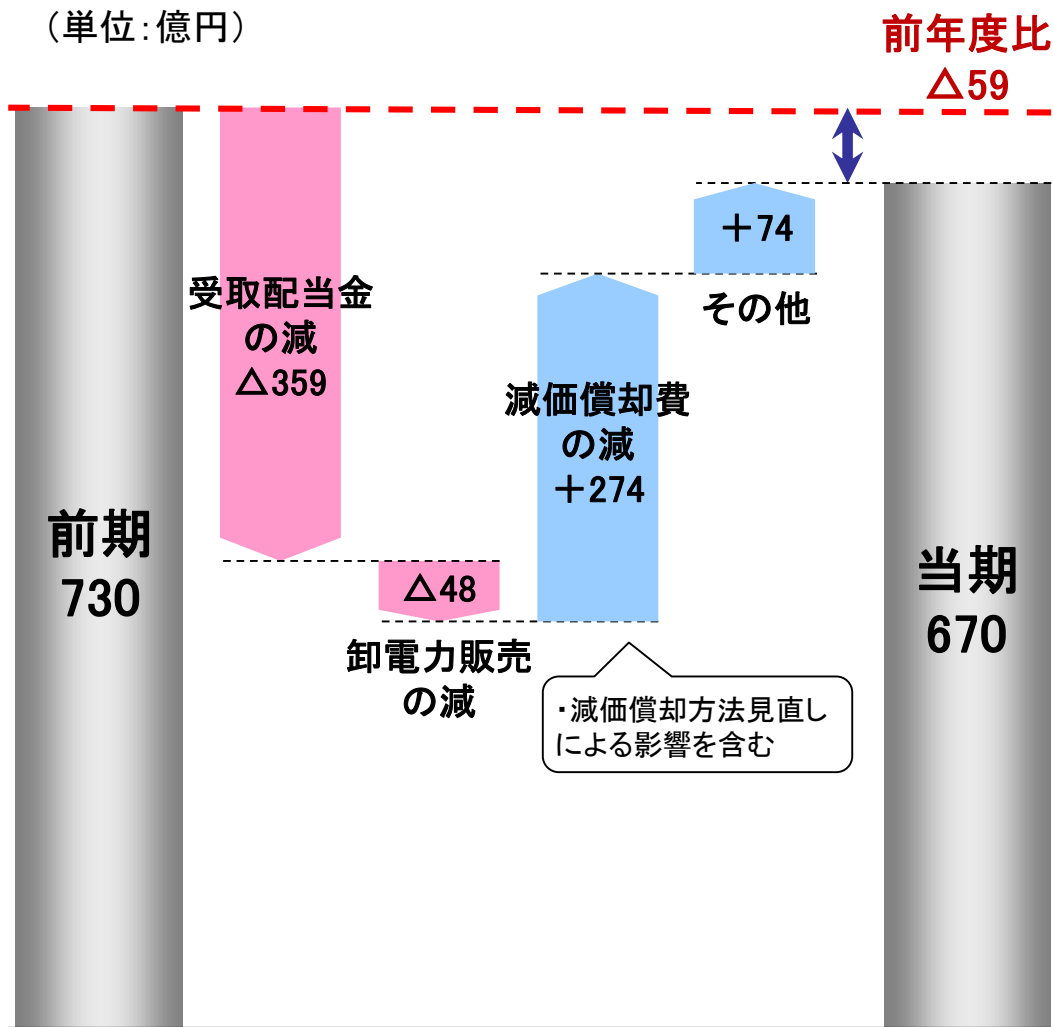 （単位：億円）
前年度比
△59
前期
730
受取配当金
の減
△359
△48
卸電力販売
の減
減価償却費
の減
＋274
・減価償却方法見直し
による影響を含む
＋74
その他
当期
670